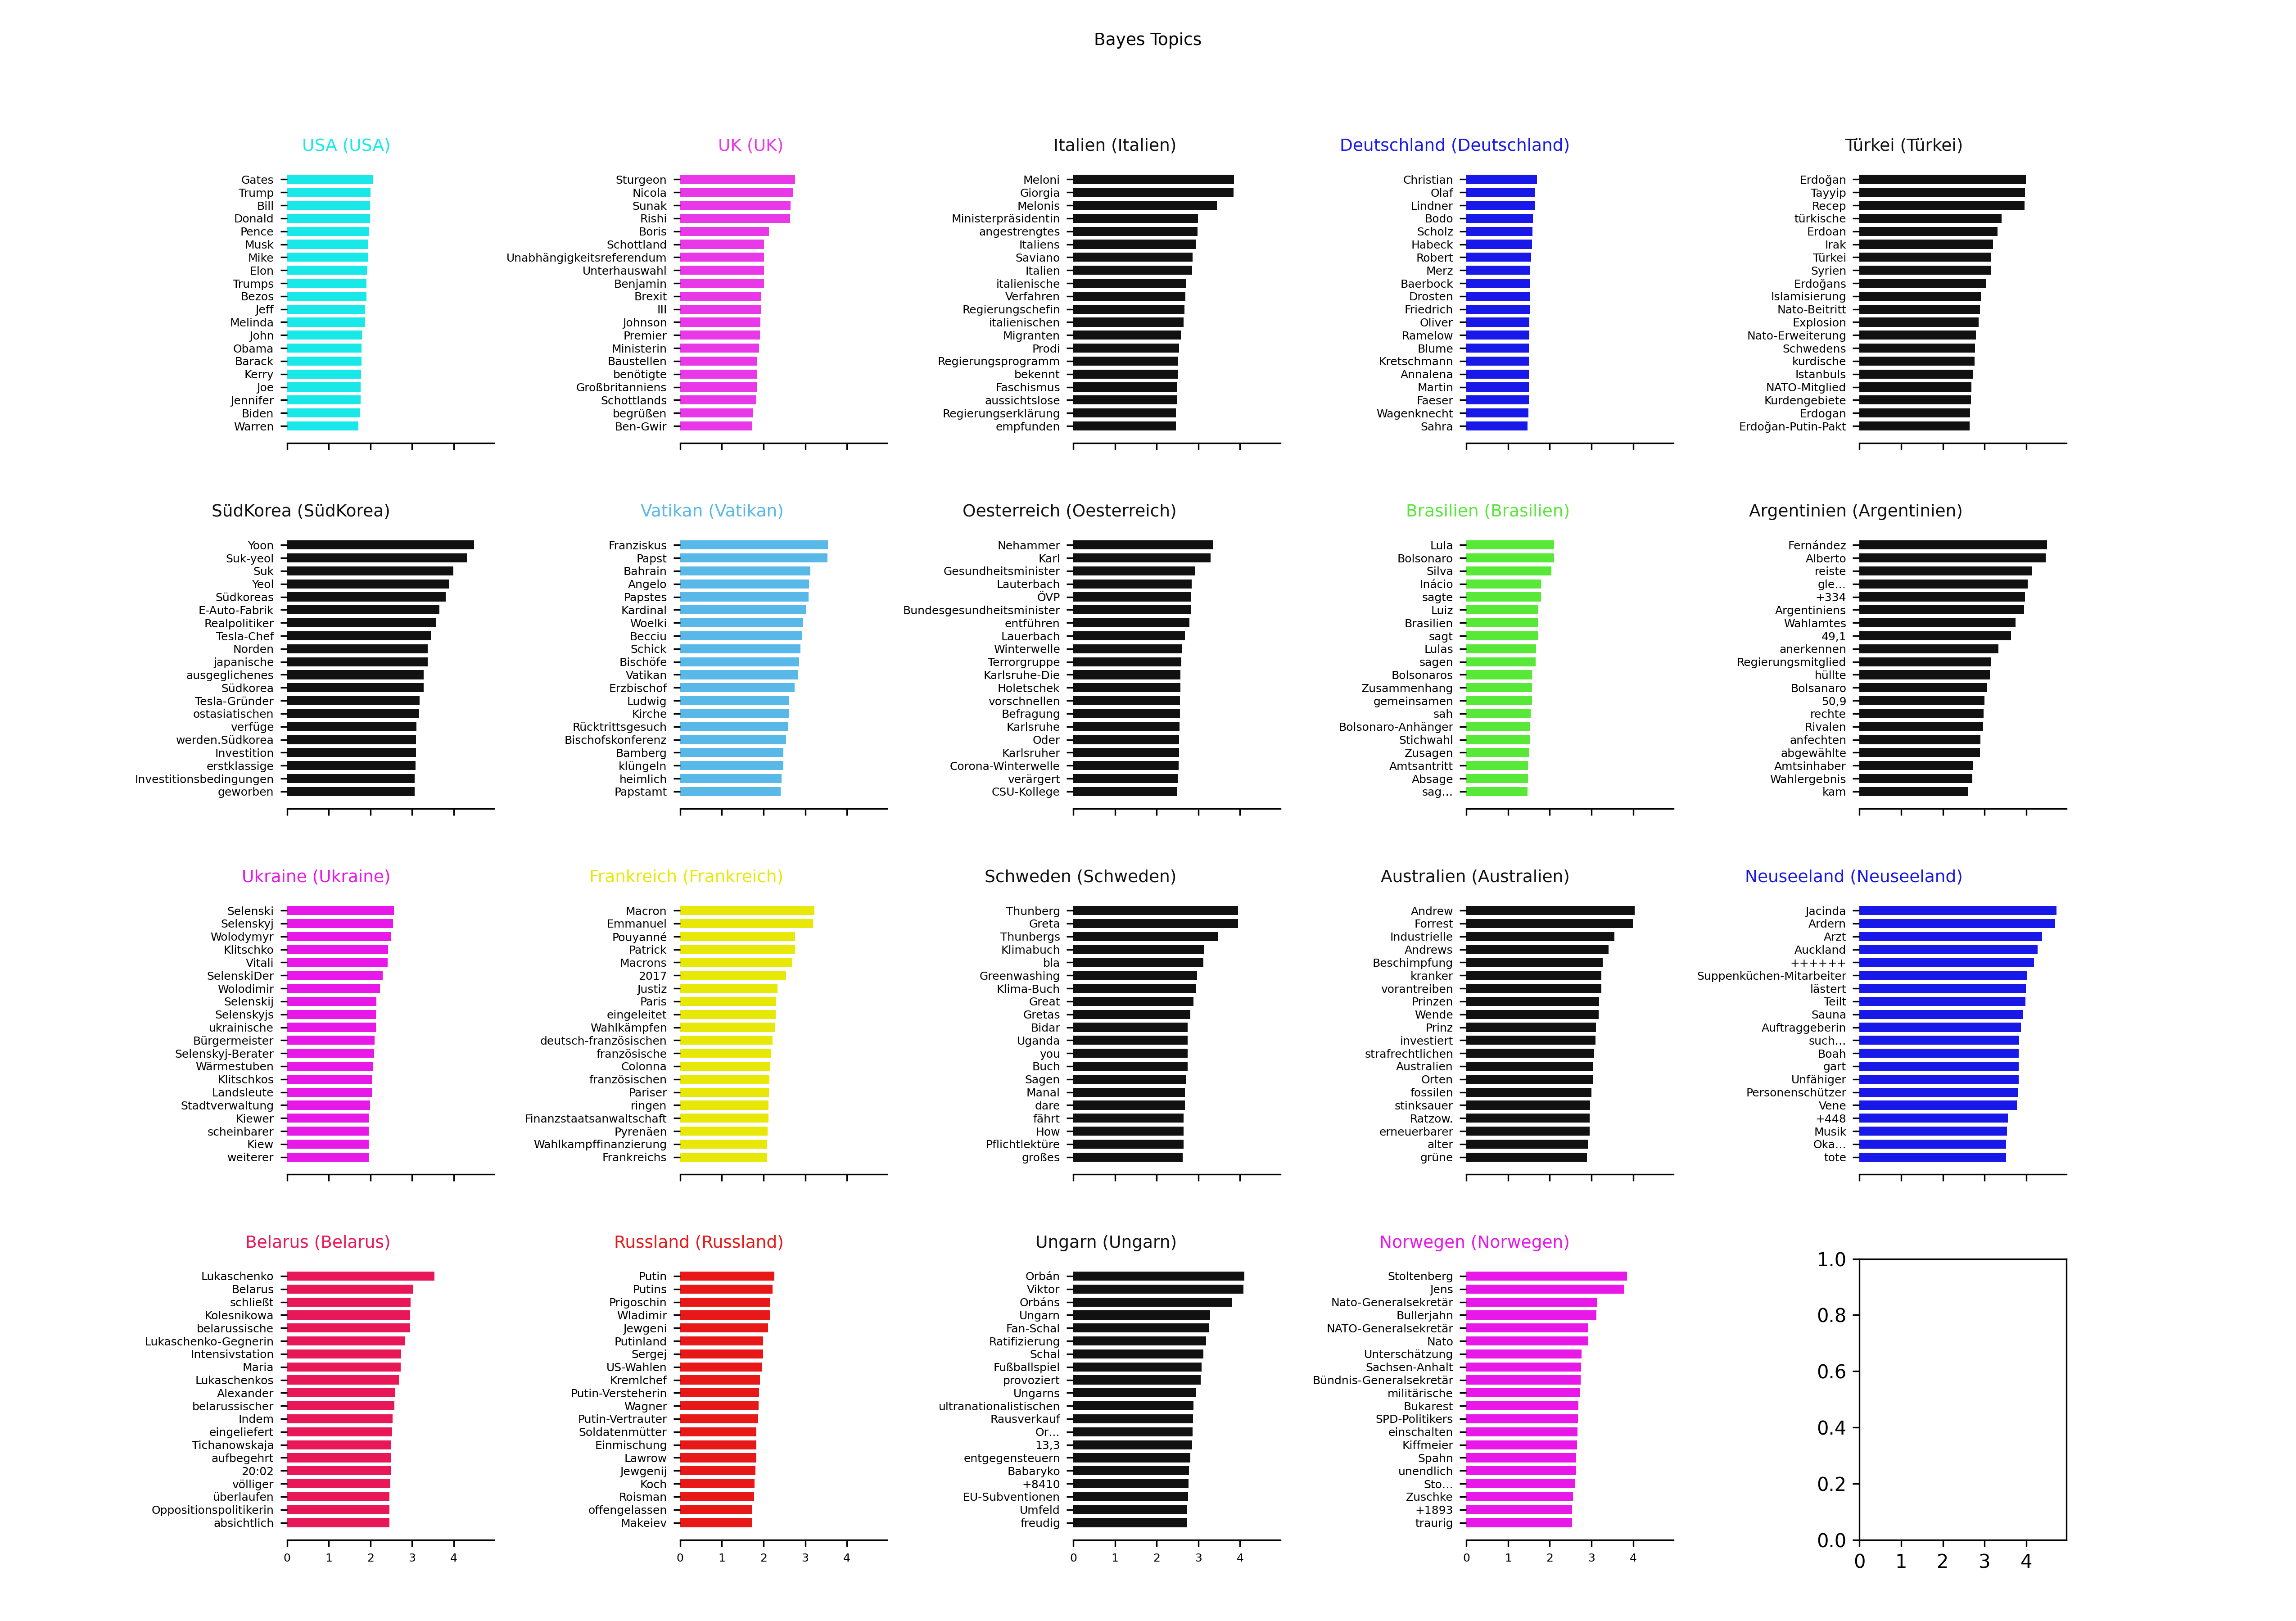 Bayes Topics
USA (USA)
Gates
Trump
Bill
Donald
Pence
Musk
Mike
Elon
Trumps
Bezos
Jeff
Melinda
John
Obama
Barack
Kerry
Joe
Jennifer
Biden
Warren
UK (UK)
Sturgeon
Nicola
Sunak
Rishi
Boris
Schottland
Unabhängigkeitsreferendum
Unterhauswahl
Benjamin
Brexit
III
Johnson
Premier
Ministerin
Baustellen
benötigte
Großbritanniens
Schottlands
begrüßen
Ben-Gwir
Italien (Italien)
Meloni
Giorgia
Melonis
Ministerpräsidentin
angestrengtes
Italiens
Saviano
Italien
italienische
Verfahren
Regierungschefin
italienischen
Migranten
Prodi
Regierungsprogramm
bekennt
Faschismus
aussichtslose
Regierungserklärung
empfunden
Deutschland (Deutschland)
Christian
Olaf
Lindner
Bodo
Scholz
Habeck
Robert
Merz
Baerbock
Drosten
Friedrich
Oliver
Ramelow
Blume
Kretschmann
Annalena
Martin
Faeser
Wagenknecht
Sahra
Türkei (Türkei)
Erdoğan
Tayyip
Recep
türkische
Erdoan
Irak
Türkei
Syrien
Erdoğans
Islamisierung
Nato-Beitritt
Explosion
Nato-Erweiterung
Schwedens
kurdische
Istanbuls
NATO-Mitglied
Kurdengebiete
Erdogan
Erdoğan-Putin-Pakt
SüdKorea (SüdKorea)
Yoon
Suk-yeol
Suk
Yeol
Südkoreas
E-Auto-Fabrik
Realpolitiker
Tesla-Chef
Norden
japanische
ausgeglichenes
Südkorea
Tesla-Gründer
ostasiatischen
verfüge
werden.Südkorea
Investition
erstklassige
Investitionsbedingungen
geworben
Vatikan (Vatikan)
Franziskus
Papst
Bahrain
Angelo
Papstes
Kardinal
Woelki
Becciu
Schick
Bischöfe
Vatikan
Erzbischof
Ludwig
Kirche
Rücktrittsgesuch
Bischofskonferenz
Bamberg
klüngeln
heimlich
Papstamt
Oesterreich (Oesterreich)
Nehammer
Karl
Gesundheitsminister
Lauterbach
ÖVP
Bundesgesundheitsminister
entführen
Lauerbach
Winterwelle
Terrorgruppe
Karlsruhe-Die
Holetschek
vorschnellen
Befragung
Karlsruhe
Oder
Karlsruher
Corona-Winterwelle
verärgert
CSU-Kollege
Brasilien (Brasilien)
Lula
Bolsonaro
Silva
Inácio
sagte
Luiz
Brasilien
sagt
Lulas
sagen
Bolsonaros
Zusammenhang
gemeinsamen
sah
Bolsonaro-Anhänger
Stichwahl
Zusagen
Amtsantritt
Absage
sag…
Argentinien (Argentinien)
Fernández
Alberto
reiste
gle…
+334
Argentiniens
Wahlamtes
49,1
anerkennen
Regierungsmitglied
hüllte
Bolsanaro
50,9
rechte
Rivalen
anfechten
abgewählte
Amtsinhaber
Wahlergebnis
kam
Ukraine (Ukraine)
Selenski
Selenskyj
Wolodymyr
Klitschko
Vitali
SelenskiDer
Wolodimir
Selenskij
Selenskyjs
ukrainische
Bürgermeister
Selenskyj-Berater
Wärmestuben
Klitschkos
Landsleute
Stadtverwaltung
Kiewer
scheinbarer
Kiew
weiterer
Frankreich (Frankreich)
Macron
Emmanuel
Pouyanné
Patrick
Macrons
2017
Justiz
Paris
eingeleitet
Wahlkämpfen
deutsch-französischen
französische
Colonna
französischen
Pariser
ringen
Finanzstaatsanwaltschaft
Pyrenäen
Wahlkampffinanzierung
Frankreichs
Schweden (Schweden)
Thunberg
Greta
Thunbergs
Klimabuch
bla
Greenwashing
Klima-Buch
Great
Gretas
Bidar
Uganda
you
Buch
Sagen
Manal
dare
fährt
How
Pflichtlektüre
großes
Australien (Australien)
Andrew
Forrest
Industrielle
Andrews
Beschimpfung
kranker
vorantreiben
Prinzen
Wende
Prinz
investiert
strafrechtlichen
Australien
Orten
fossilen
stinksauer
Ratzow.
erneuerbarer
alter
grüne
Neuseeland (Neuseeland)
Jacinda
Ardern
Arzt
Auckland
++++++
Suppenküchen-Mitarbeiter
lästert
Teilt
Sauna
Auftraggeberin
such…
Boah
gart
Unfähiger
Personenschützer
Vene
+448
Musik
Oka…
tote
Belarus (Belarus)
Lukaschenko
Belarus
schließt
Kolesnikowa
belarussische
Lukaschenko-Gegnerin
Intensivstation
Maria
Lukaschenkos
Alexander
belarussischer
Indem
eingeliefert
Tichanowskaja
aufbegehrt
20:02
völliger
überlaufen
Oppositionspolitikerin
absichtlich
0 1 2 3 4
Russland (Russland)
Putin
Putins
Prigoschin
Wladimir
Jewgeni
Putinland
Sergej
US-Wahlen
Kremlchef
Putin-Versteherin
Wagner
Putin-Vertrauter
Soldatenmütter
Einmischung
Lawrow
Jewgenij
Koch
Roisman
offengelassen
Makeiev
0 1 2 3 4
Ungarn (Ungarn)
Orbán
Viktor
Orbáns
Ungarn
Fan-Schal
Ratifizierung
Schal
Fußballspiel
provoziert
Ungarns
ultranationalistischen
Rausverkauf
Or…
13,3
entgegensteuern
Babaryko
+8410
EU-Subventionen
Umfeld
freudig
0 1 2 3 4
Norwegen (Norwegen)
Stoltenberg
Jens
Nato-Generalsekretär
Bullerjahn
NATO-Generalsekretär
Nato
Unterschätzung
Sachsen-Anhalt
Bündnis-Generalsekretär
militärische
Bukarest
SPD-Politikers
einschalten
Kiffmeier
Spahn
unendlich
Sto…
Zuschke
+1893
traurig
0 1 2 3 4
1.0
0.8
0.6
0.4
0.2
0.0
0 1 2 3 4